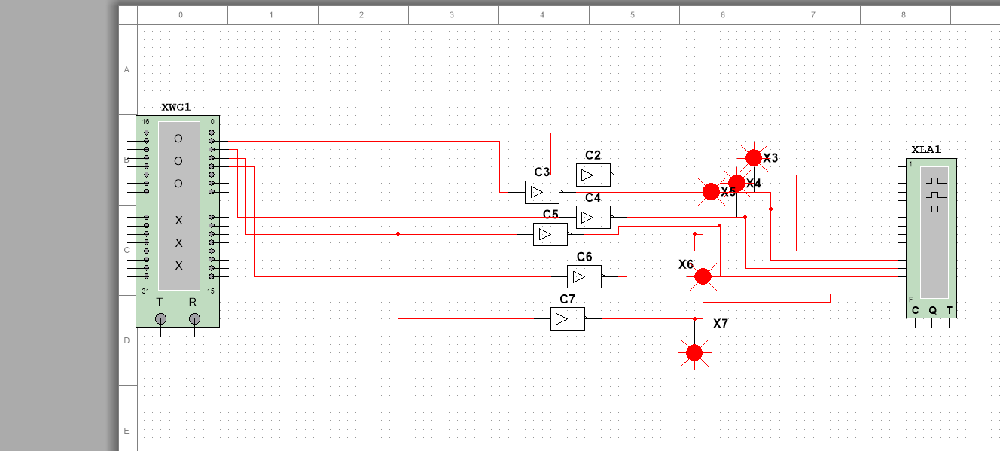 0 1 2 3 4 5 6 7 8
A
XWG1
16 0
O
B
O
O
X
C
X
X
31 15
T R
D
E
C2
C3
C4
C5
C6
C7
X3
X4
X5
X6
X7
XLA1
1
F
C Q T